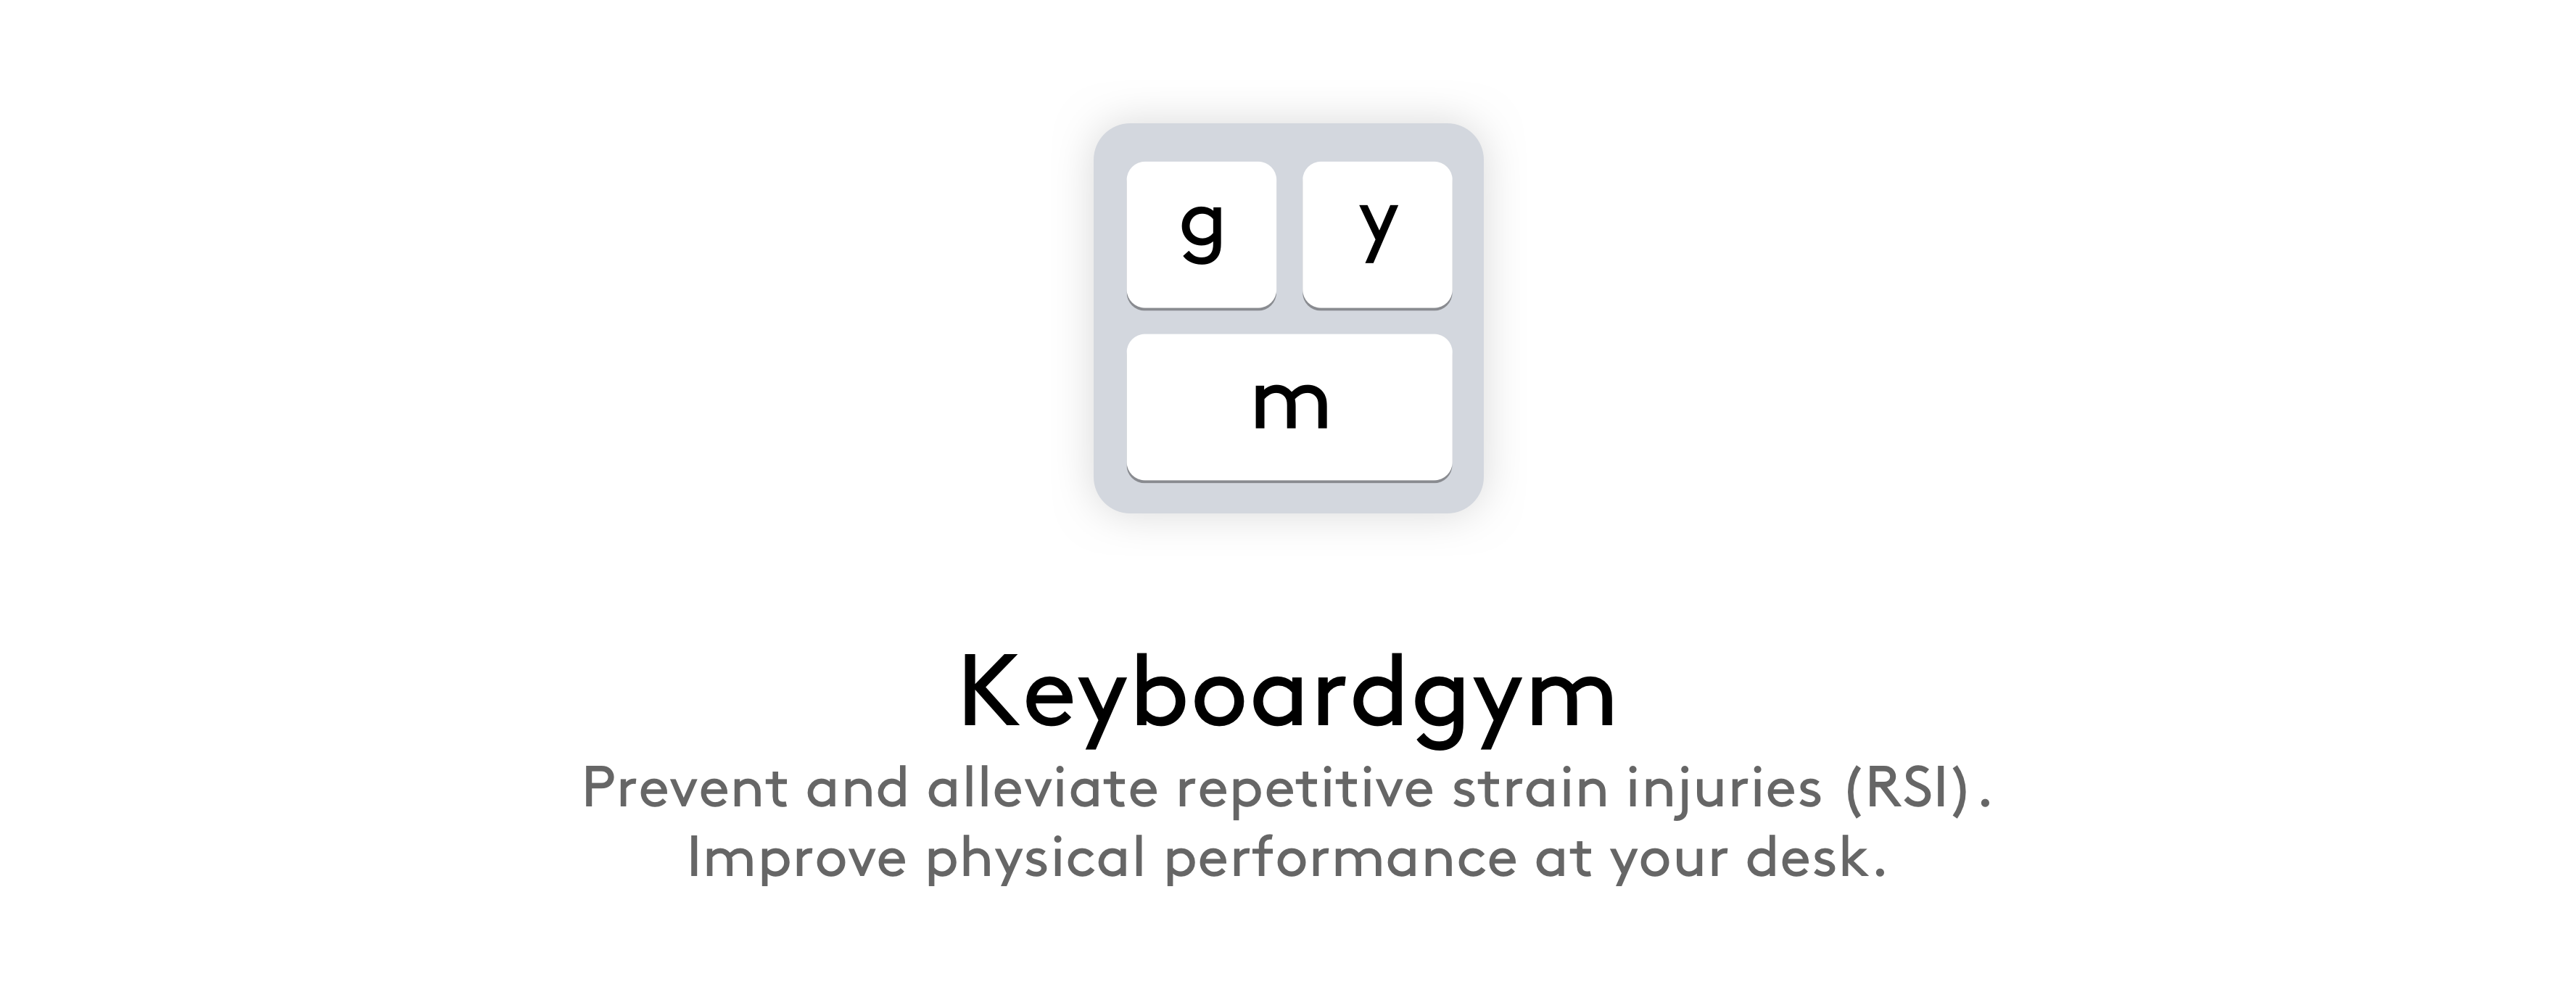 g y
m
Keyboardgym
Prevent and alleviate repetitive strain injuries (RSI).
Improve physical performance at your desk.